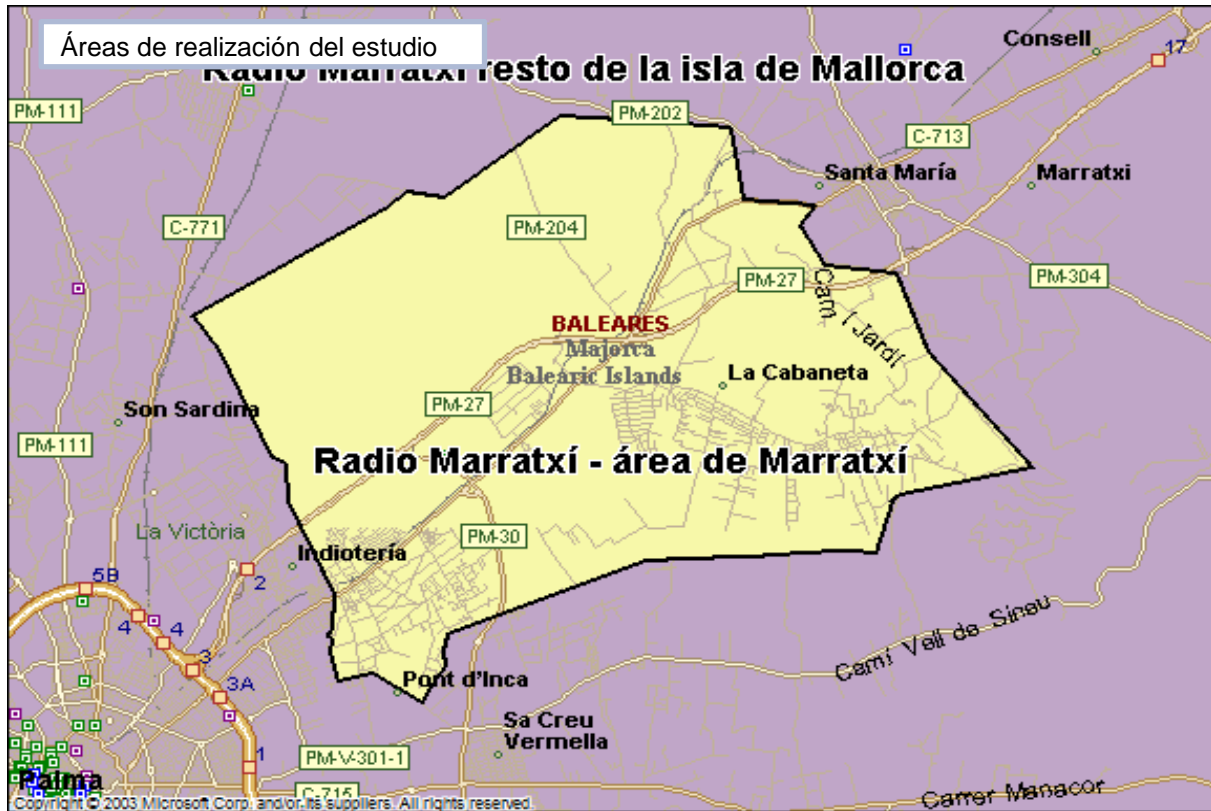 Áreas de realización del estudio
Radio Marratxí resto de la isla de Mallorca
Consell
17
PM-111
PM-202
C-713
Santa María
Marratxi
C-771
PM-204
PM-27
PM-304
Cam
I Jardí
BALEARES
Majorca
Balearic Islands
La Cabaneta
PM-27
Son Sardina
PM-111
Radio Marratxí - área de Marratxí
La Victòria
PM-30
Indiotería
2
5B
4
4
3
3A
Camí Vell de Sineu
Pont d'Inca
Sa Creu
Vermella
1
PM-V-301-1
Palma
C-715
Carrer Manacor
Copyright © 2003 Microsoft Corp. and/or its suppliers. All rights reserved.